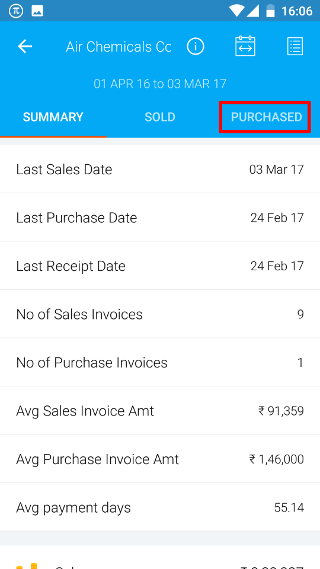 16:06
Air Chemicals Co
01 APR 16 to 03 MAR 17
SUMMARY SOLD PURCHASED
Last Sales Date 03 Mar 17
Last Purchase Date 24 Feb 17
Last Receipt Date 24 Feb 17
No of Sales Invoices 9
No of Purchase Invoices 1
Avg Sales Invoice Amt ₹ 91,359
Avg Purchase Invoice Amt ₹ 1,46,000
Avg payment days 55.14